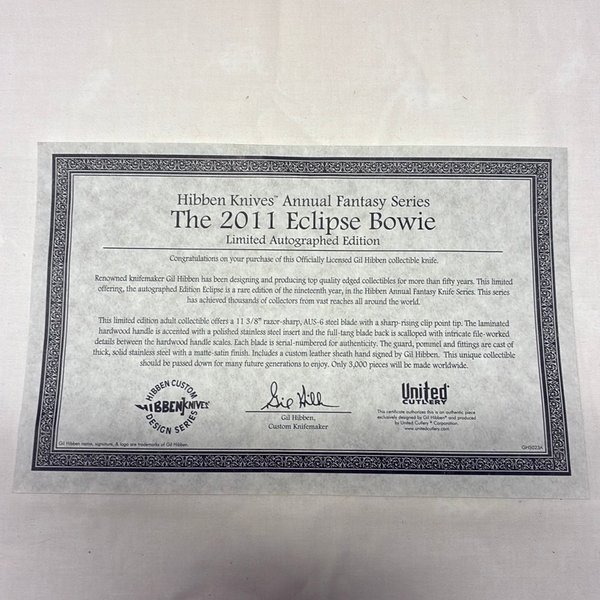 Hibben Knives™ Annual Fantasy Series
The 2011 Eclipse Bowie
Limited Autographed Edition
Congratulations on your purchase of this Officially Licensed Gil Hibben collectible knife.
Renowned knifemaker Gil Hibben has been designing and producing top quality edged collectibles for more than fifty years. This limited
offering, the autographed Edition Eclipse is a rare edition of the nineteenth year, in the Hibben Annual Fantasy Knife Series. This series
has achieved thousands of collectors from vast reaches all around the world.
This limited edition adult collectible offers a 11 3/8" razor-sharp, AUS-6 steel blade with a sharp-rising clip point tip. The laminated
hardwood handle is accented with a polished stainless steel insert and the full-tang blade back is scalloped with intricate file-worked
details between the hardwood handle scales. Each blade is serial-numbered for authenticity. The guard, pommel and fittings are cast of
thick, solid stainless steel with a matte-satin finish. Includes a custom leather sheath hand signed by Gil Hibben. This unique collectible
should be passed down for many future generations to enjoy. Only 3,000 pieces will be made worldwide.
HIBBEN CUSTOM
HIBBEN KNIVES
DESIGN SERIES
Gil Hibben name, signature, & logo are trademarks of Gil Hibben.
Gil Hibben,
Custom Knifemaker
United
CUTLERY
This certificate authorizes this is an authentic piece
exclusively designed by Gil Hibben® and produced
by United Cutlery® Corporation.
www.unitedcutlery.com
GH5023A